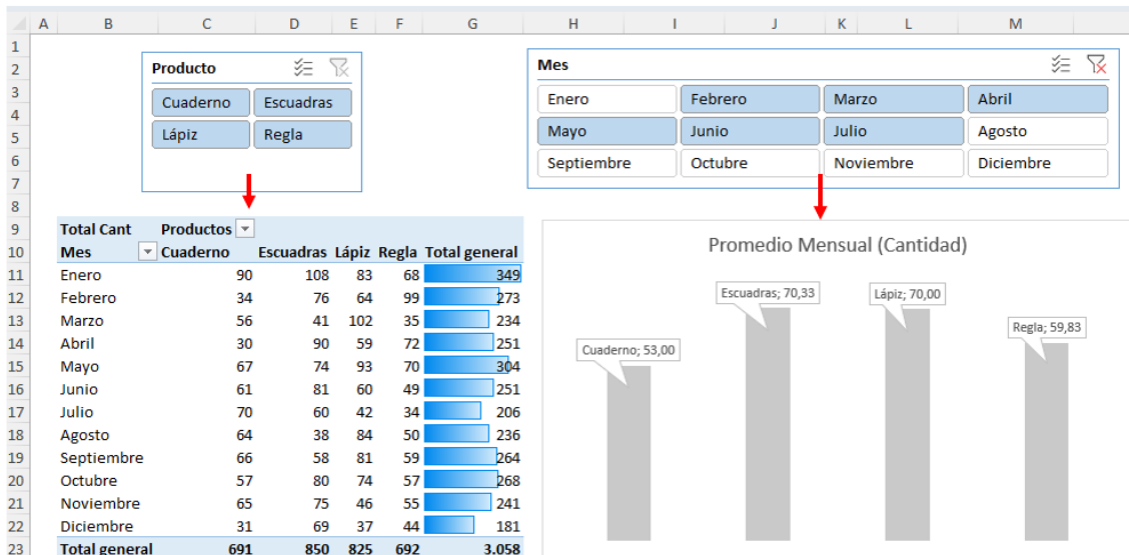 A B C D E F G H I J K L M
1
2 Producto Mes
3 Cuaderno Escuadras Enero Febrero Marzo Abril
4
5 Lápiz Regla Mayo Junio Julio Agosto
6 Septiembre Octubre Noviembre Diciembre
7
8
9 Total Cant Productos
10 Mes Cuaderno Escuadras Lápiz Regla Total general
11 Enero 90 108 83 68 349
12 Febrero 34 76 64 99 273
13 Marzo 56 41 102 35 234
14 Abril 30 90 59 72 251
15 Mayo 67 74 93 70 304
16 Junio 61 81 60 49 251
17 Julio 70 60 42 34 206
18 Agosto 64 38 84 50 236
19 Septiembre 66 58 81 59 264
20 Octubre 57 80 74 57 268
21 Noviembre 65 75 46 55 241
22 Diciembre 31 69 37 44 181
23 Total general 691 850 825 692 3.058
Promedio Mensual (Cantidad)
Escuadras; 70,33 Lápiz; 70,00
Regla; 59,83
Cuaderno; 53,00